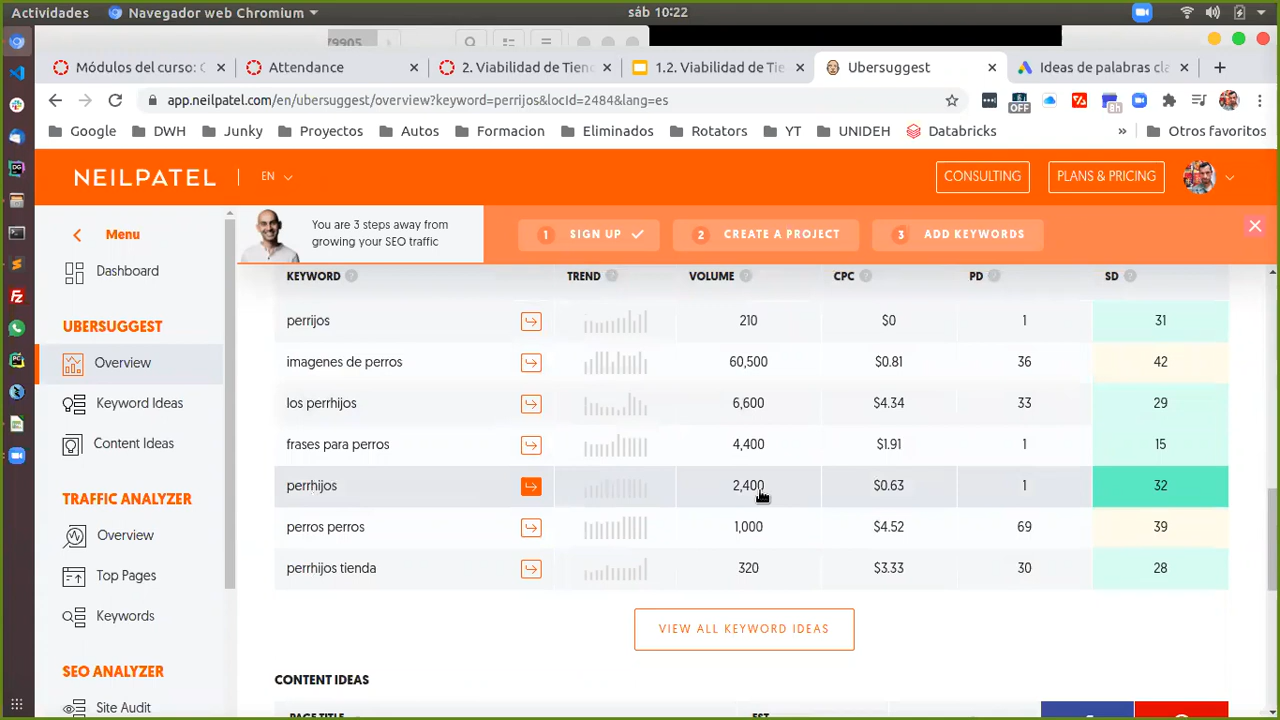 Actividades Navegador web Chromium sáb 10:22
79905
Módulos del curso: C Attendance 2. Viabilidad de Tien 1.2. Viabilidad de Tie Ubersuggest Ideas de palabras cla
app.neilpatel.com/en/ubersuggest/overview?keyword=perrijos&locId=2484&lang=es OFF 8h
Google DWH Junky Proyectos Autos Formacion Eliminados Rotators YT UNIDEH Databricks » Otros favoritos
NEILPATEL EN CONSULTING PLANS & PRICING
Menu
You are 3 steps away from
growing your SEO traffic
1 SIGN UP 2 CREATE A PROJECT 3 ADD KEYWORDS
Dashboard
UBERSUGGEST
Overview
Keyword Ideas
Content Ideas
TRAFFIC ANALYZER
Overview
Top Pages
Keywords
SEO ANALYZER
Site Audit
KEYWORD TREND VOLUME CPC PD SD
perrijos 210 $0 1 31
imagenes de perros 60,500 $0.81 36 42
los perrhijos 6,600 $4.34 33 29
frases para perros 4,400 $1.91 1 15
perrhijos 2,400 $0.63 1 32
perros perros 1,000 $4.52 69 39
perrhijos tienda 320 $3.33 30 28
VIEW ALL KEYWORD IDEAS
CONTENT IDEAS
PAGE TITLE EST